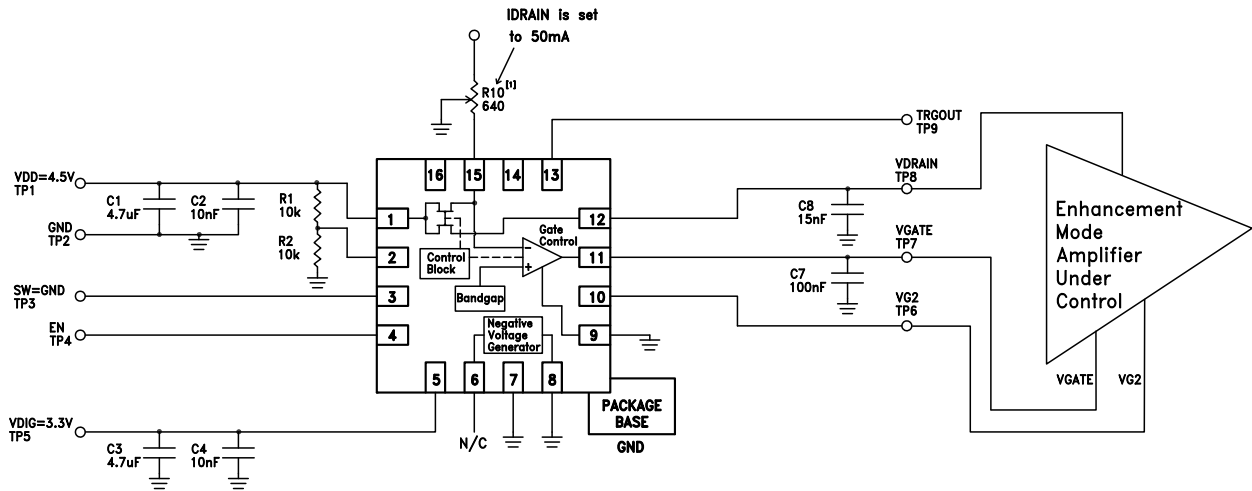 IDRAIN is set
to 50mA
R10[1]
640
TRGOUT
TP9
VDD=4.5V
TP1
C1
4.7uF
C2
10nF
R1
10k
GND
TP2
R2
10k
SW=GND
TP3
EN
TP4
VDIG=3.3V
TP5
C3
4.7uF
C4
10nF
16
15
14
13
1
2
3
4
5
6
7
8
12
11
10
9
Control
Block
Gate
Control
−
+
Bandgap
Negative
Voltage
Generator
N/C
PACKAGE
BASE
GND
VDRAIN
TP8
C8
15nF
VGATE
TP7
C7
100nF
VG2
TP6
Enhancement
Mode
Amplifier
Under
Control
VGATE
VG2